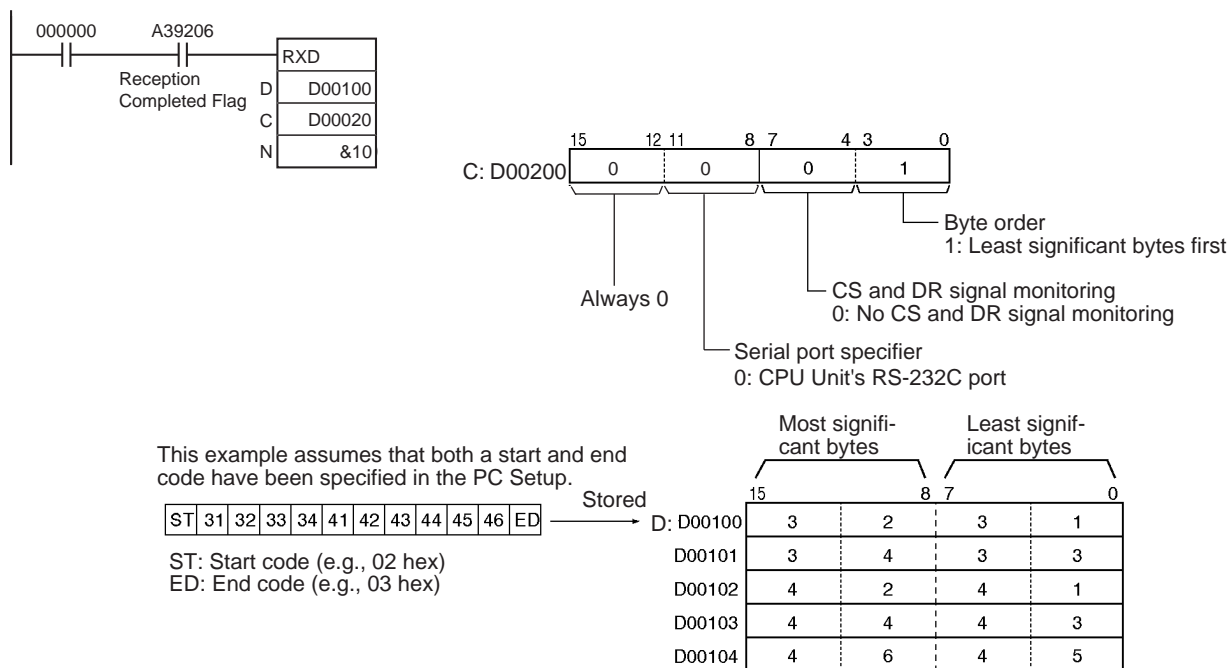 000000 A39206
RXD
Reception
Completed Flag
D D00100
C D00020
N &10
15 12 11 8 7 4 3 0
C: D00200 0 0 0 1
Byte order
1: Least significant bytes first
Always 0
CS and DR signal monitoring
0: No CS and DR signal monitoring
Serial port specifier
0: CPU Unit's RS-232C port
This example assumes that both a start and end
code have been specified in the PC Setup.
ST 31 32 33 34 41 42 43 44 45 46 ED
Stored
ST: Start code (e.g., 02 hex)
ED: End code (e.g., 03 hex)
Most signifi-
cant bytes
Least signif-
icant bytes
15 8 7 0
D: D00100 3 2 3 1
D00101 3 4 3 3
D00102 4 2 4 1
D00103 4 4 4 3
D00104 4 6 4 5